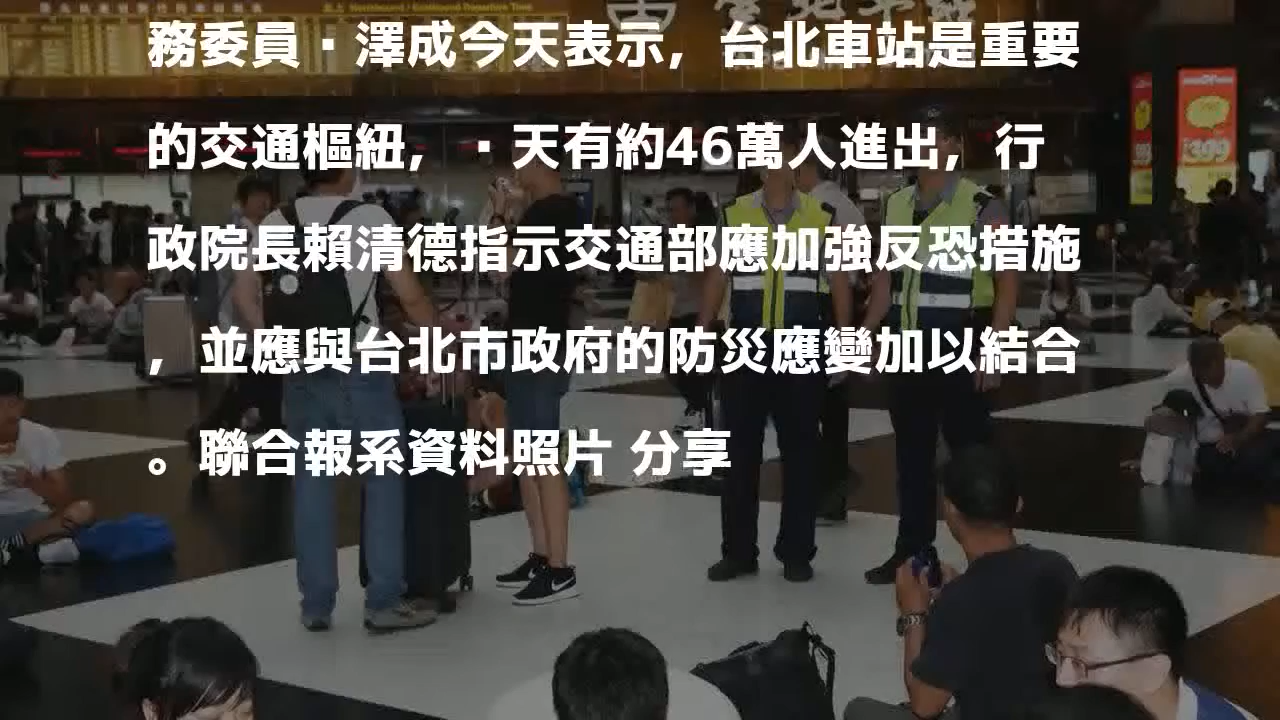 務委員▪澤成今天表示，台北車站是重要
的交通樞紐，▪天有約46萬人進出，行
政院長賴清德指示交通部應加強反恐措施
，並應與台北市政府的防災應變加以結合
。聯合報系資料照片 分享
399